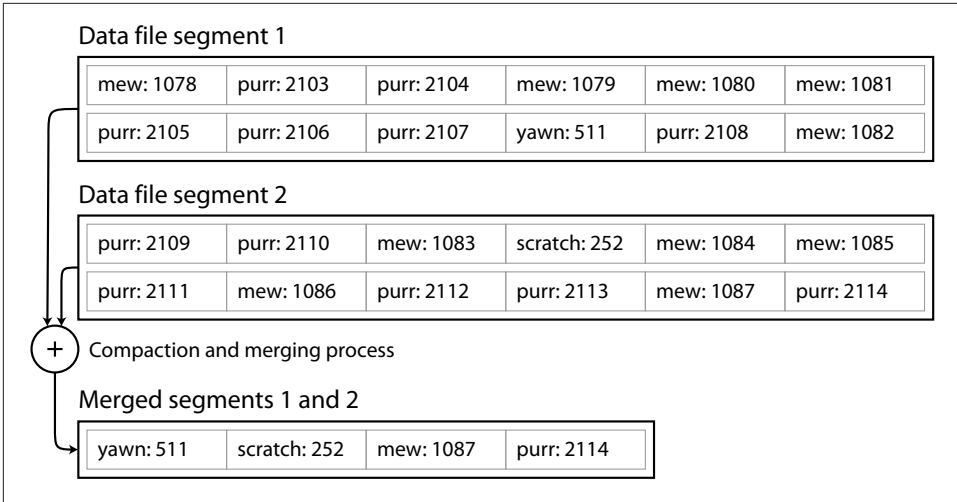 Data file segment 1
mew: 1078 purr: 2103 purr: 2104 mew: 1079 mew: 1080 mew: 1081
purr: 2105 purr: 2106 purr: 2107 yawn: 511 purr: 2108 mew: 1082
Data file segment 2
purr: 2109 purr: 2110 mew: 1083 scratch: 252 mew: 1084 mew: 1085
purr: 2111 mew: 1086 purr: 2112 purr: 2113 mew: 1087 purr: 2114
+ Compaction and merging process
Merged segments 1 and 2
yawn: 511 scratch: 252 mew: 1087 purr: 2114